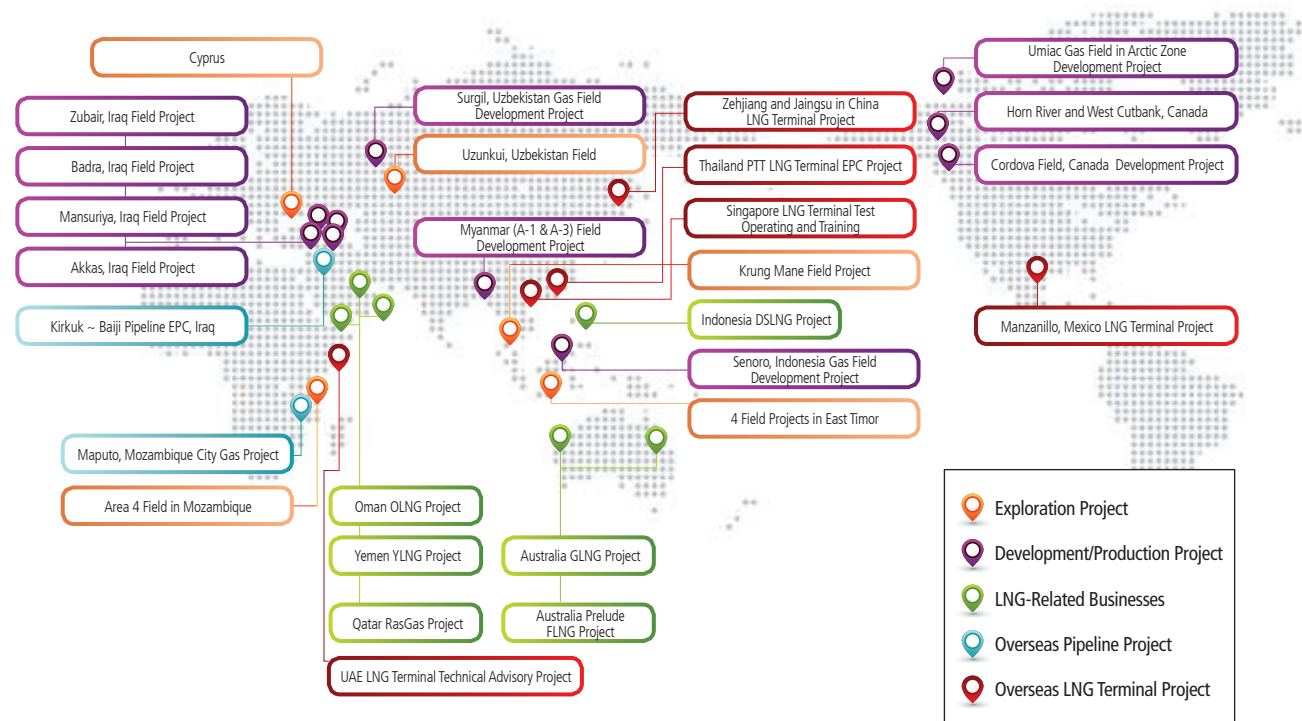 Cyprus
Zubair, Iraq Field Project
Badra, Iraq Field Project
Mansuriya, Iraq Field Project
Akkas, Iraq Field Project
Kirkuk ~ Baiji Pipeline EPC, Iraq
Maputo, Mozambique City Gas Project
Area 4 Field in Mozambique
Surgil, Uzbekistan Gas Field
Development Project
Uzunkui, Uzbekistan Field
Myanmar (A-1 & A-3) Field
Development Project
Oman OLNG Project
Yemen YLNG Project
Qatar RasGas Project
UAE LNG Terminal Technical Advisory Project
Australia GLNG Project
Australia Prelude
FLNG Project
Zehjiang and Jaingsu in China
LNG Terminal Project
Thailand PTT LNG Terminal EPC Project
Singapore LNG Terminal Test
Operating and Training
Krung Mane Field Project
Indonesia DSLNG Project
Senoro, Indonesia Gas Field
Development Project
4 Field Projects in East Timor
Umiac Gas Field in Arctic Zone
Development Project
Horn River and West Cutbank, Canada
Cordova Field, Canada Development Project
Manzanillo, Mexico LNG Terminal Project
Exploration Project
Development/Production Project
LNG-Related Businesses
Overseas Pipeline Project
Overseas LNG Terminal Project